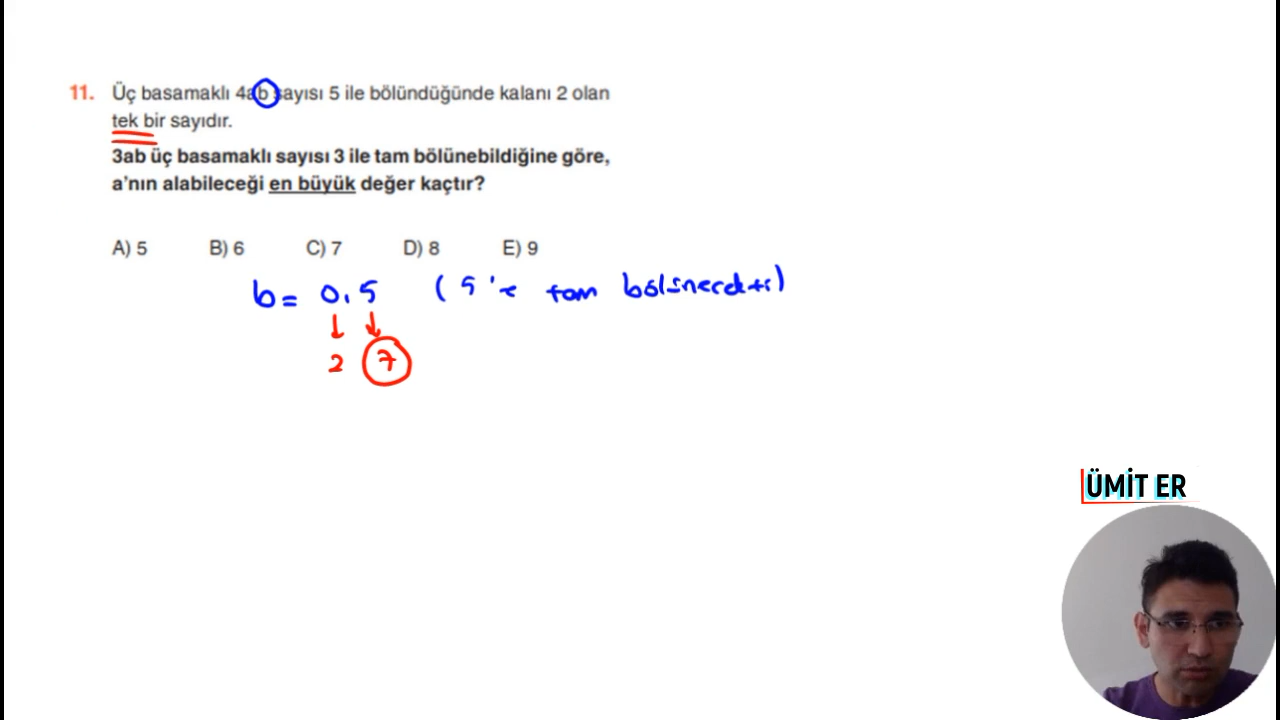 11. Üç basamaklı 4ab sayısı 5 ile bölündüğünde kalanı 2 olan
tek bir sayıdır.
3ab üç basamaklı sayısı 3 ile tam bölünebildiğine göre,
a'nın alabileceği en büyük değer kaçtır?
A) 5 B) 6 C) 7 D) 8 E) 9
b = 0, 5 ( 5'e tam bölünecekti)
↓ ↓
2 7
ÜMİT ER